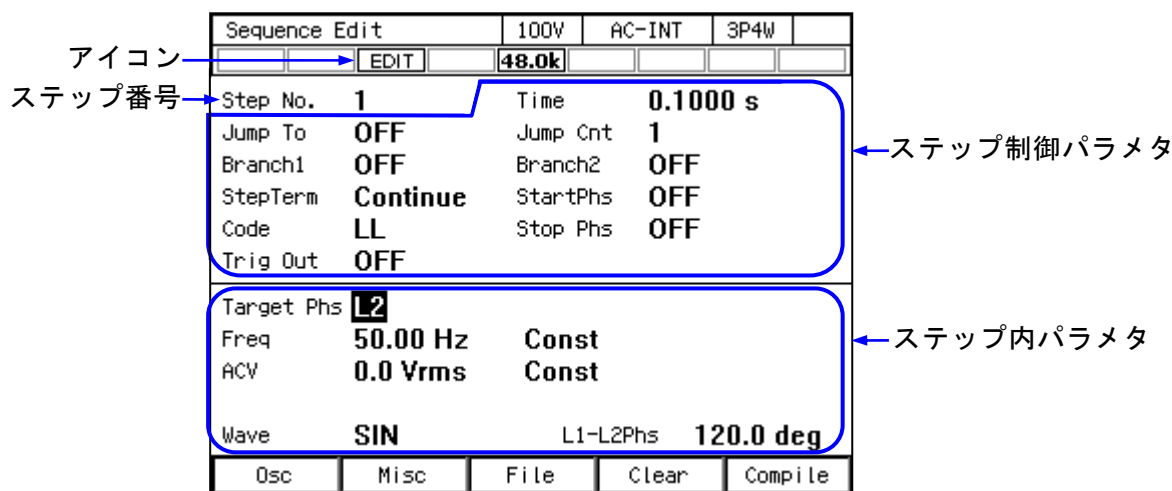 Sequence Edit 100V AC-INT 3P4W
アイコン EDIT 48.0k
ステップ番号 Step No. 1 Time 0.1000 s
Jump To OFF Jump Cnt 1
ステップ制御パラメタ
Branch1 OFF Branch2 OFF
StepTerm Continue StartPhs OFF
Code LL Stop Phs OFF
Trig Out OFF
Target Phs L2
Freq 50.00 Hz Const
ステップ内パラメタ
ACV 0.0 Vrms Const
Wave SIN L1-L2Phs 120.0 deg
Osc Misc File Clear Compile